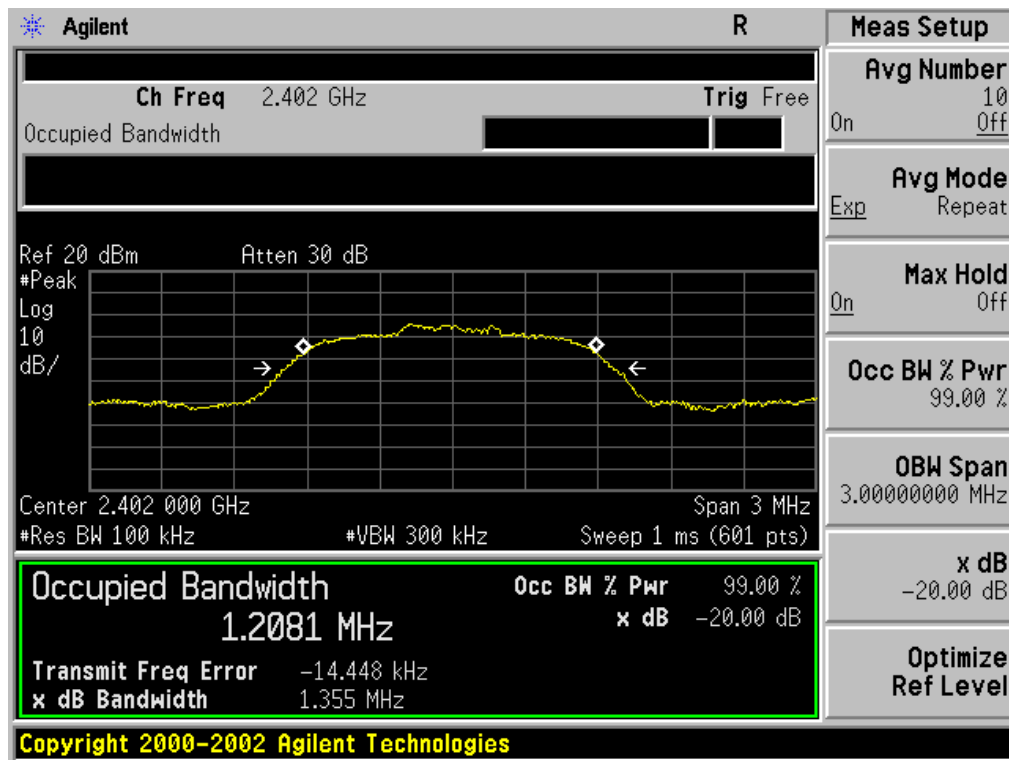 Agilent R Meas Setup
Ch Freq 2.402 GHz Trig Free
Occupied Bandwidth
Ref 20 dBm Atten 30 dB
#Peak
Log
10
dB/
Center 2.402 000 GHz Span 3 MHz
#Res BW 100 kHz #VBW 300 kHz Sweep 1 ms (601 pts)
Occupied Bandwidth Occ BW % Pwr 99.00 %
1.2081 MHz x dB -20.00 dB
Transmit Freq Error -14.448 kHz
x dB Bandwidth 1.355 MHz
Copyright 2000-2002 Agilent Technologies
Avg Number
10
On Off
Avg Mode
Exp Repeat
Max Hold
On Off
Occ BW % Pwr
99.00 %
OBW Span
3.00000000 MHz
x dB
-20.00 dB
Optimize
Ref Level